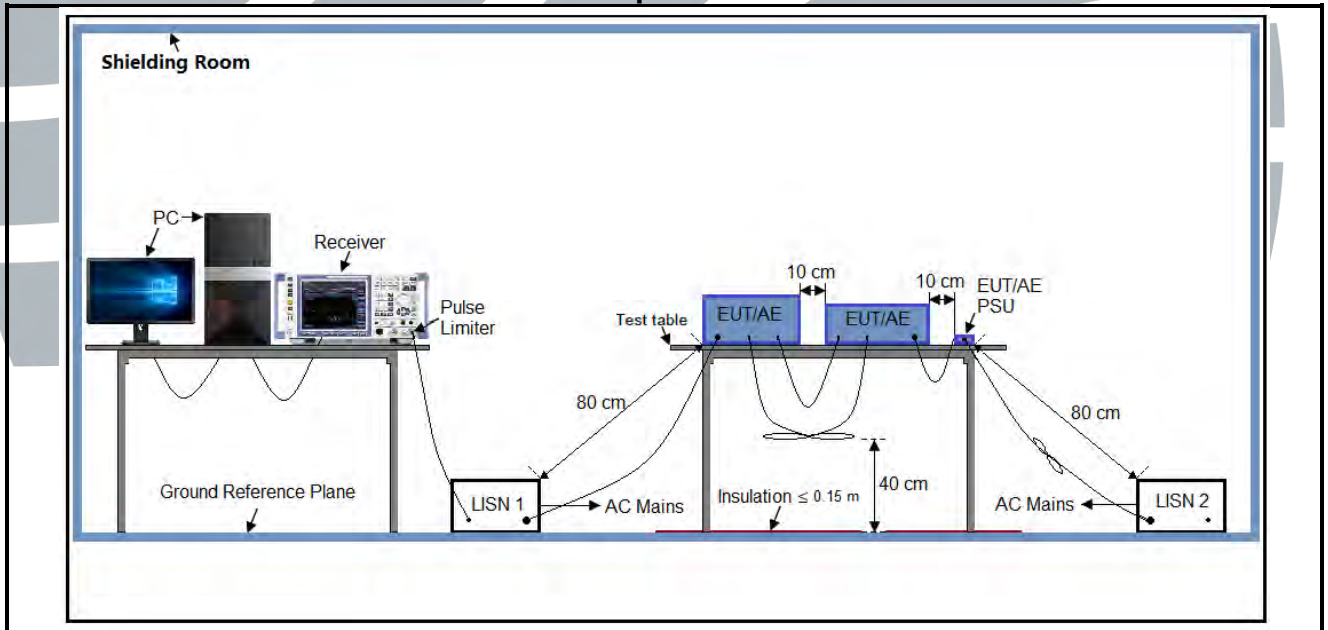 Shielding Room
PC
Receiver
Pulse
Limiter
Test table
EUT/AE
10 cm
EUT/AE
10 cm
EUT/AE
PSU
80 cm
80 cm
40 cm
Ground Reference Plane
LISN 1
AC Mains
Insulation ≤ 0.15 m
AC Mains
LISN 2